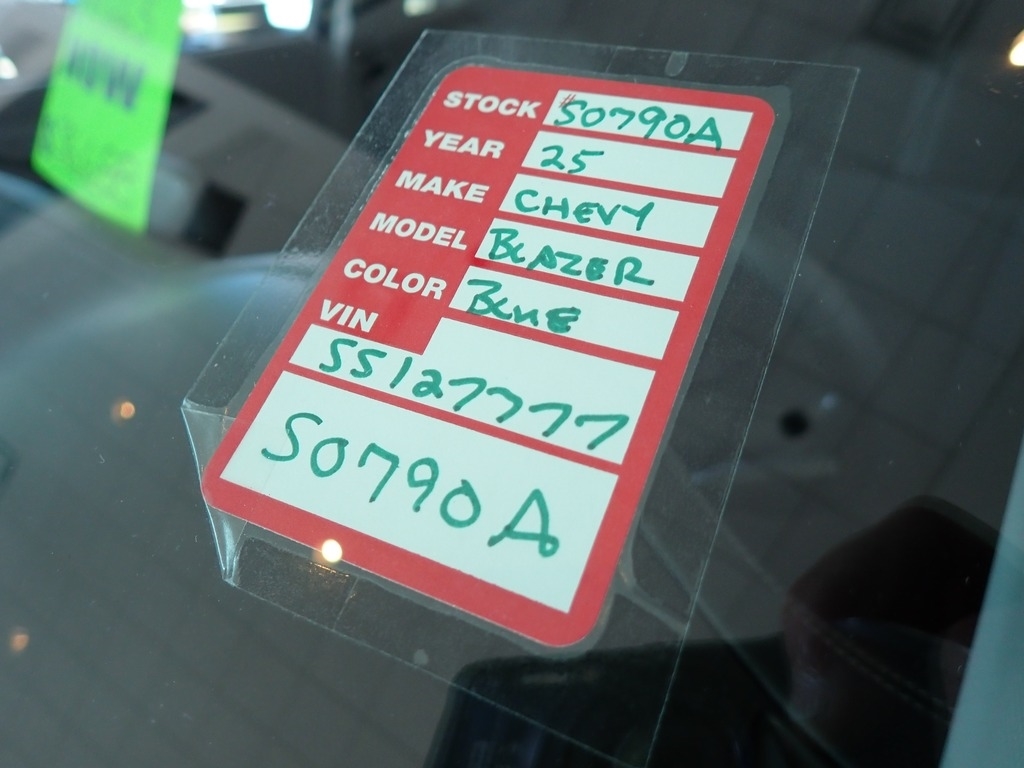 STOCK #S0790A
YEAR 25
MAKE CHEVY
MODEL BLAZER
COLOR BLUE
VIN
SS127777
S0790A